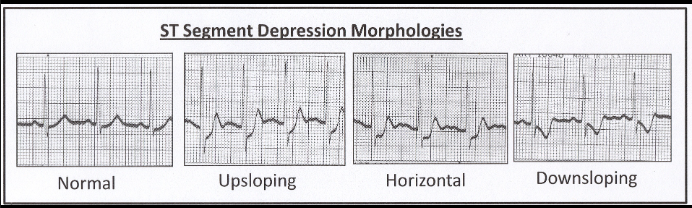 ST Segment Depression Morphologies
Normal
Upsloping
Horizontal
Downsloping